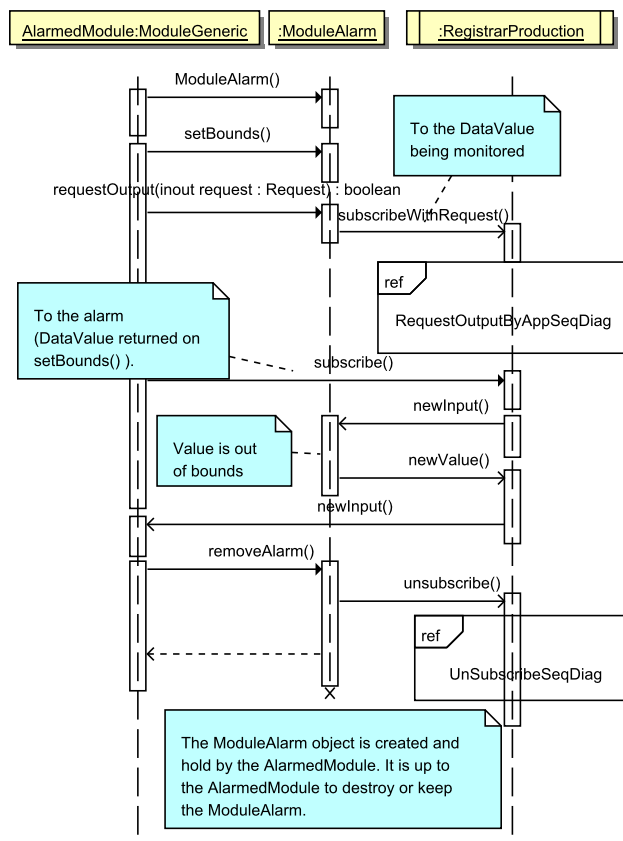 AlarmedModule:ModuleGeneric
:ModuleAlarm
:RegistrarProduction
ModuleAlarm()
To the DataValue
being monitored
setBounds()
requestOutput(inout request : Request) : boolean
subscribeWithRequest()
ref
RequestOutputByAppSeqDiag
To the alarm
(DataValue returned on
setBounds() ).
subscribe()
newInput()
Value is out
of bounds
newValue()
newInput()
removeAlarm()
unsubscribe()
ref
UnSubscribeSeqDiag
The ModuleAlarm object is created and
hold by the AlarmedModule. It is up to
the AlarmedModule to destroy or keep
the ModuleAlarm.